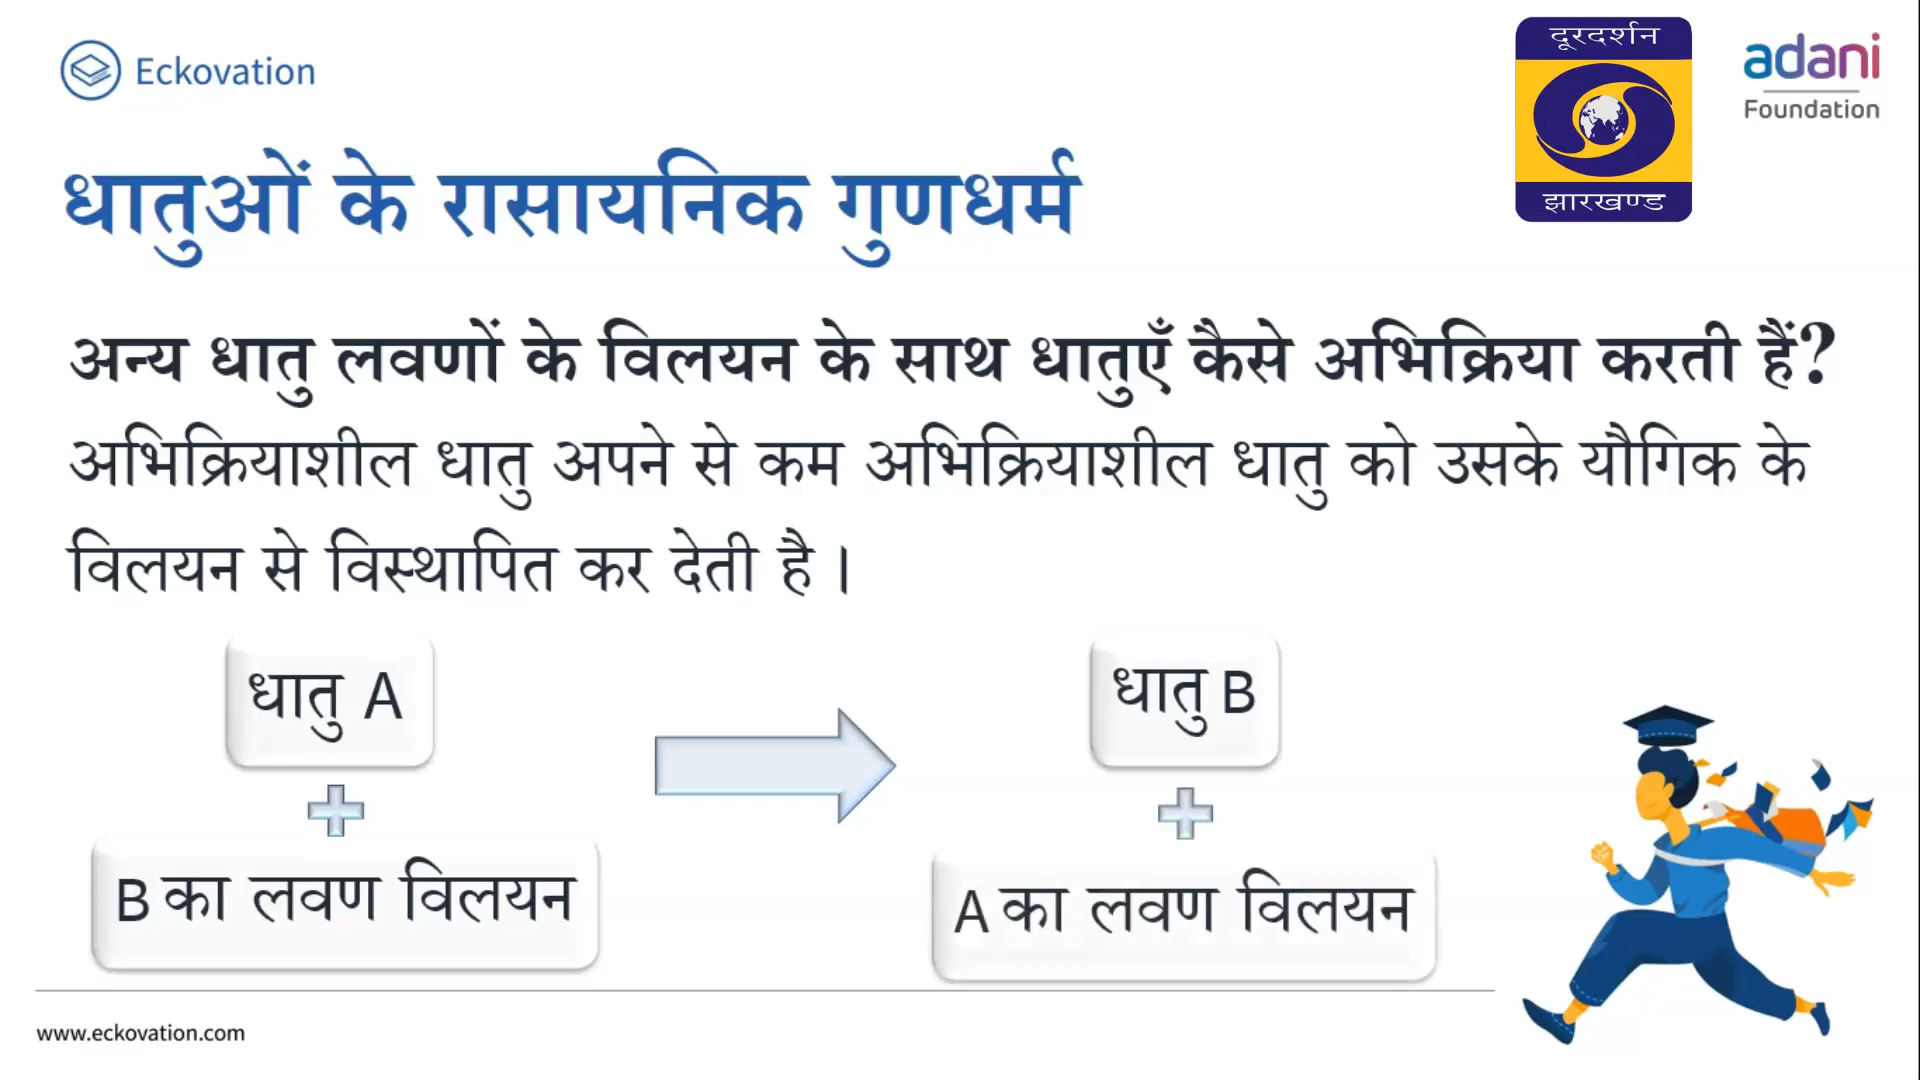 Eckovation
दूरदर्शन
झारखण्ड
adani
Foundation
धातुओं के रासायनिक गुणधर्म
अन्य धातु लवणों के विलयन के साथ धातुएँ कैसे अभिक्रिया करती हैं?
अभिक्रियाशील धातु अपने से कम अभिक्रियाशील धातु को उसके यौगिक के
विलयन से विस्थापित कर देती है ।
धातु A
+
B का लवण विलयन
धातु B
+
A का लवण विलयन
www.eckovation.com